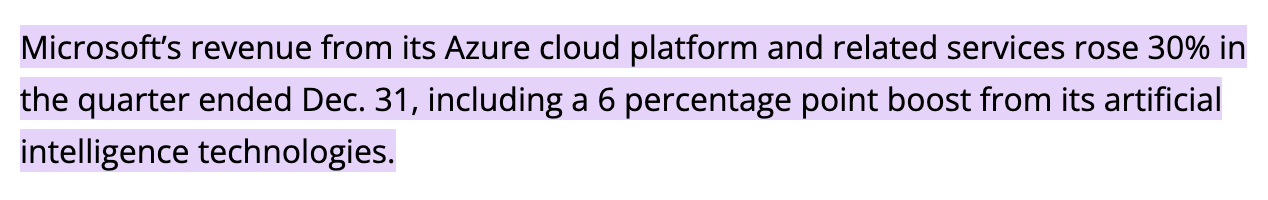 Microsoft’s revenue from its Azure cloud platform and related services rose 30% in
the quarter ended Dec. 31, including a 6 percentage point boost from its artificial
intelligence technologies.